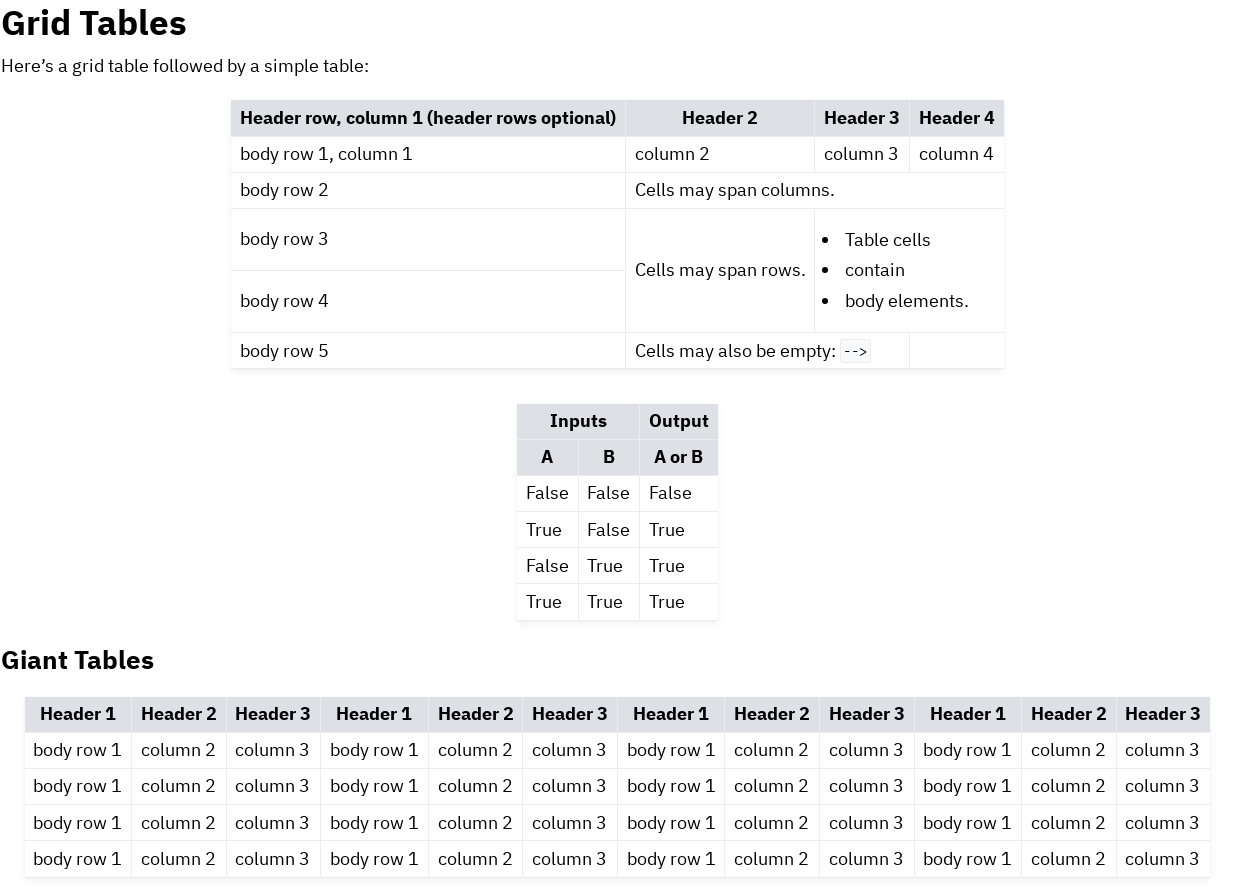 Grid Tables
Here’s a grid table followed by a simple table:
Header row, column 1 (header rows optional) Header 2 Header 3 Header 4
body row 1, column 1 column 2 column 3 column 4
body row 2 Cells may span columns.
body row 3
Cells may span rows.
• Table cells
• contain
• body elements.
body row 4
body row 5 Cells may also be empty: -->
Inputs Output
A B A or B
False False False
True False True
False True True
True True True
Giant Tables
Header 1 Header 2 Header 3 Header 1 Header 2 Header 3 Header 1 Header 2 Header 3 Header 1 Header 2 Header 3
body row 1 column 2 column 3 body row 1 column 2 column 3 body row 1 column 2 column 3 body row 1 column 2 column 3
body row 1 column 2 column 3 body row 1 column 2 column 3 body row 1 column 2 column 3 body row 1 column 2 column 3
body row 1 column 2 column 3 body row 1 column 2 column 3 body row 1 column 2 column 3 body row 1 column 2 column 3
body row 1 column 2 column 3 body row 1 column 2 column 3 body row 1 column 2 column 3 body row 1 column 2 column 3